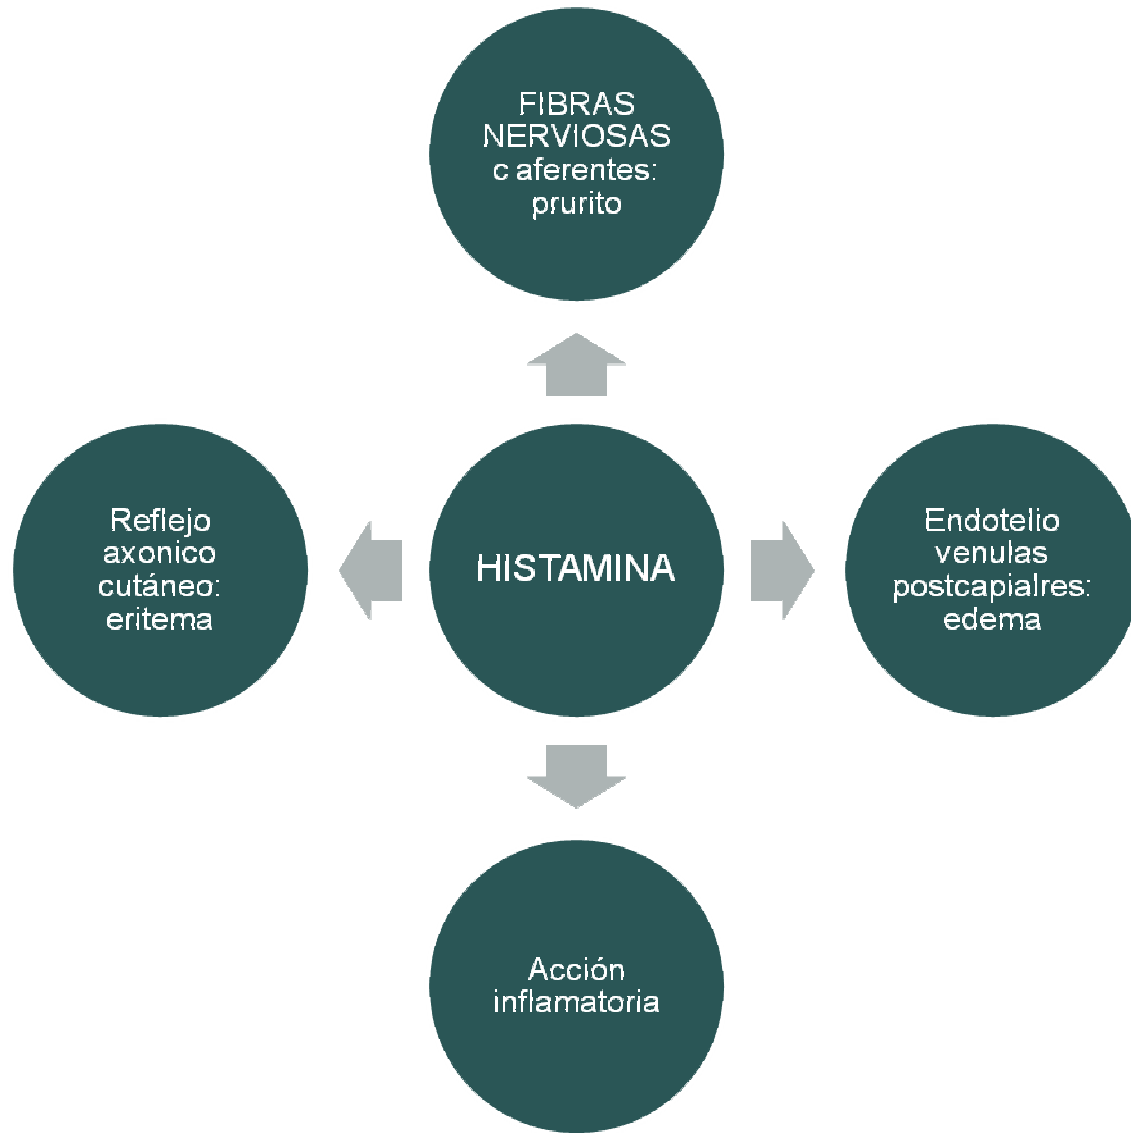 FIBRAS
NERVIOSAS
c aferentes:
prurito
Reflejo
axonico
cutáneo:
eritema
HISTAMINA
Endotelio
venulas
postcapialres:
edema
Acción
inflamatoria